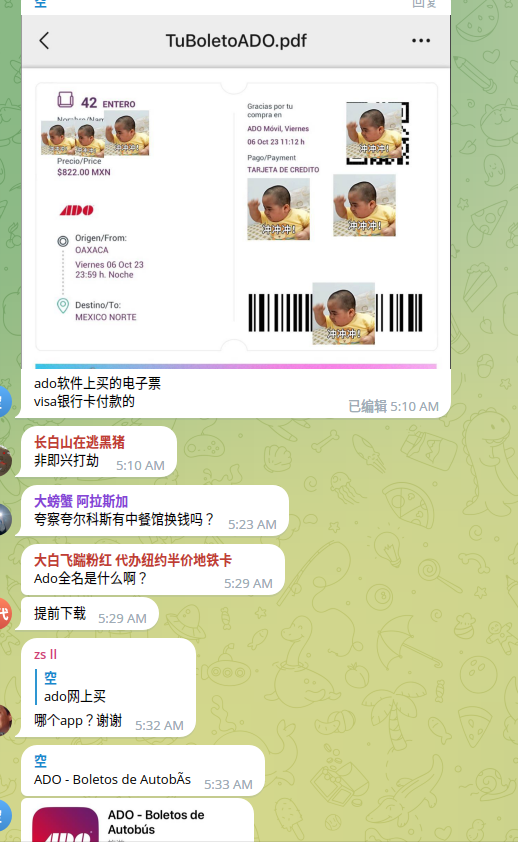 空
回复
TuBoletoADO.pdf
42 ENTERO
Precio/Price
$822.00 MXN
ADO
Origen/From:
OAXACA
Viernes 06 Oct 23
23:59 h. Noche
Destino/To:
MEXICO NORTE
Gracias por tu
compra en
ADO Móvil, Viernes
06 Oct 23 11:12 h
Pago/Payment
TARJETA DE CREDITO
冲冲冲!
冲冲冲!
冲冲冲!
冲冲冲!
冲冲冲!
ado软件上买的电子票
visa银行卡付款的
已编辑 5:10 AM
长白山在逃黑猪
非即兴打劫 5:10 AM
大螃蟹 阿拉斯加
夸察夸尔科斯有中餐馆换钱吗? 5:23 AM
大白飞踹粉红 代办纽约半价地铁卡
Ado全名是什么啊? 5:29 AM
提前下载 5:29 AM
代
zs ll
空
ado网上买
哪个app?谢谢 5:32 AM
空
ADO - Boletos de AutobÃs 5:33 AM
ADO - Boletos de
Autobús
ADO